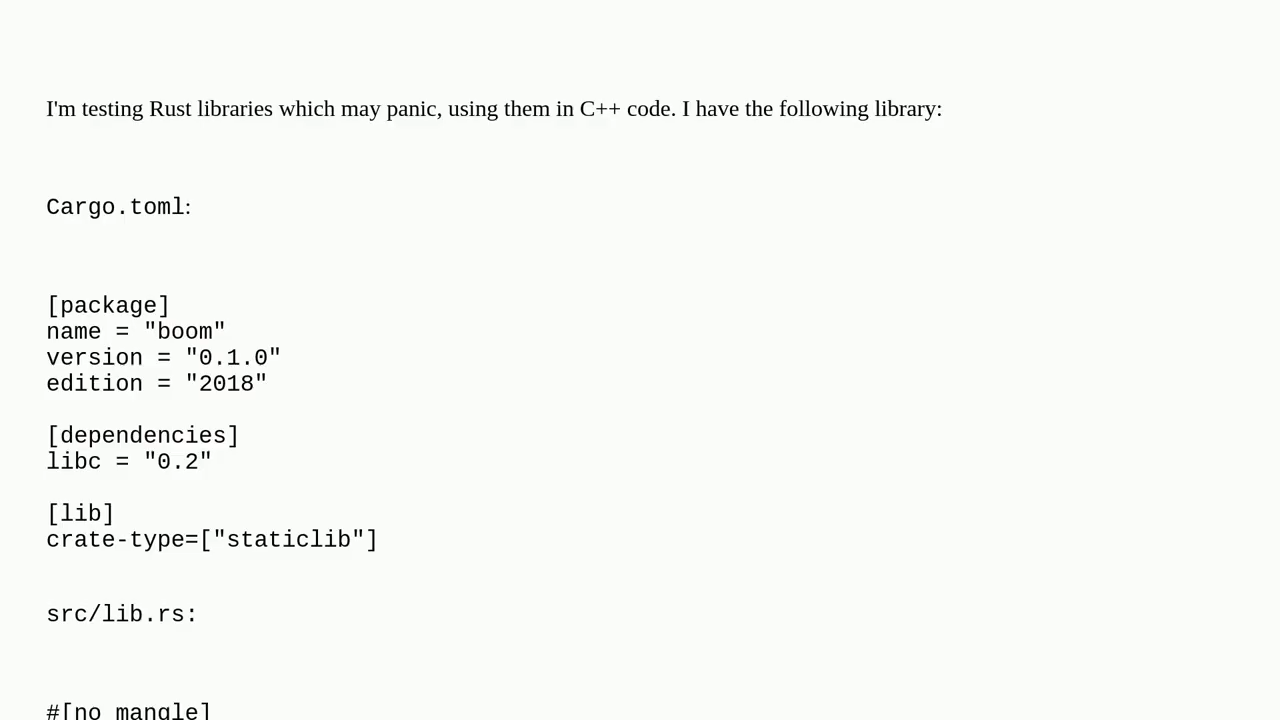 I'm testing Rust libraries which may panic, using them in C++ code. I have the following library:
Cargo.toml:
[package]
name = "boom"
version = "0.1.0"
edition = "2018"
[dependencies]
libc = "0.2"
[lib]
crate-type=["staticlib"]
src/lib.rs:
#[no_mangle]